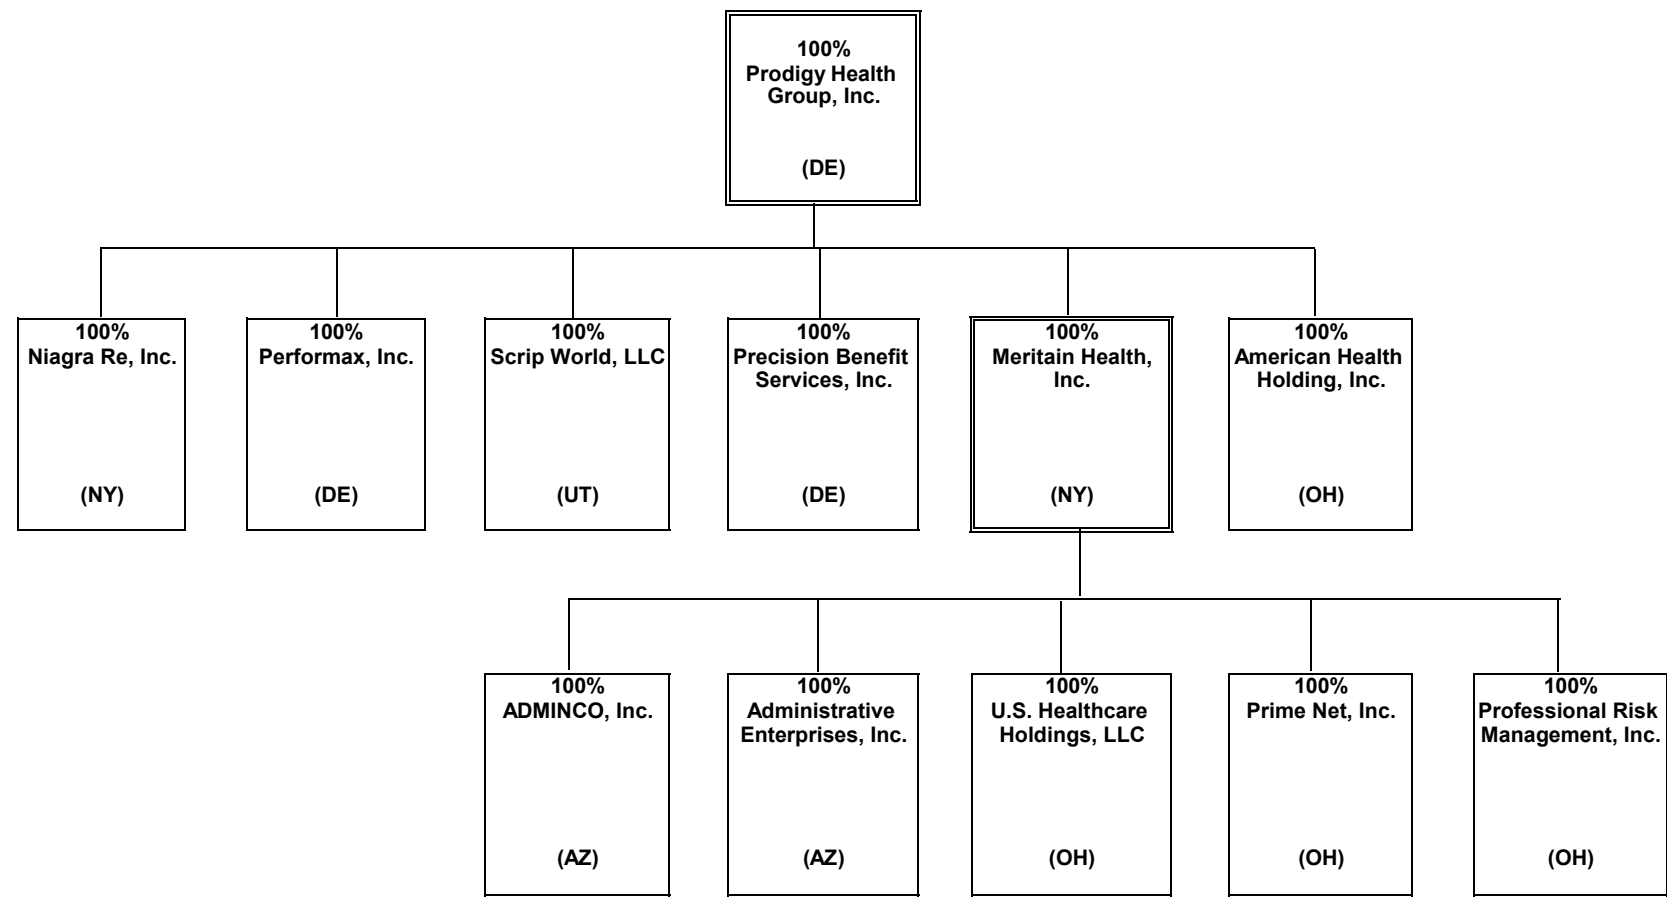 100%
Prodigy Health
Group, Inc.
(DE)
100%
Niagra Re, Inc.
(NY)
100%
Performax, Inc.
(DE)
100%
Scrip World, LLC
(UT)
100%
Precision Benefit
Services, Inc.
(DE)
100%
Meritain Health,
Inc.
(NY)
100%
American Health
Holding, Inc.
(OH)
100%
ADMINCO, Inc.
(AZ)
100%
Administrative
Enterprises, Inc.
(AZ)
100%
U.S. Healthcare
Holdings, LLC
(OH)
100%
Prime Net, Inc.
(OH)
100%
Professional Risk
Management, Inc.
(OH)